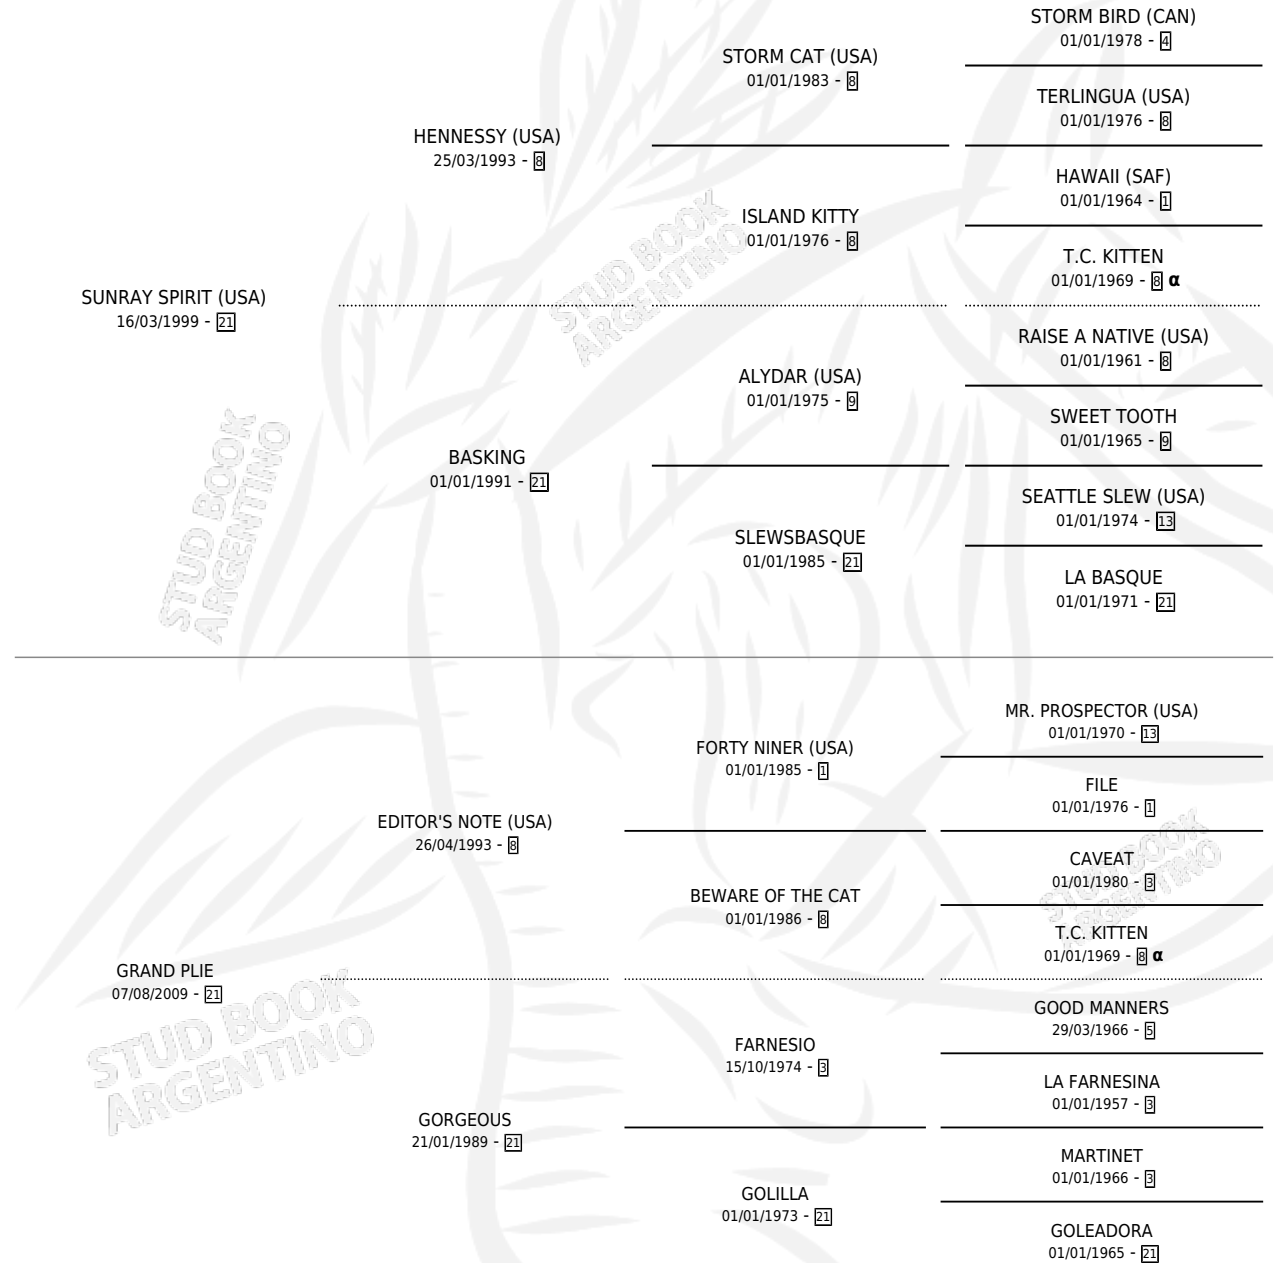 STORM BIRD (CAN)
01/01/1978 - 4
STORM CAT (USA)
01/01/1983 - 8
TERLINGUA (USA)
01/01/1976 - 8
HENNESSY (USA)
25/03/1993 - 8
HAWAII (SAF)
01/01/1964 - 1
ISLAND KITTY
01/01/1976 - 8
T.C. KITTEN
01/01/1969 - 8 α
SUNRAY SPIRIT (USA)
16/03/1999 - 21
RAISE A NATIVE (USA)
01/01/1961 - 8
ALYDAR (USA)
01/01/1975 - 9
SWEET TOOTH
01/01/1965 - 9
BASKING
01/01/1991 - 21
SEATTLE SLEW (USA)
01/01/1974 - 13
SLEWSBASQUE
01/01/1985 - 21
LA BASQUE
01/01/1971 - 21
MR. PROSPECTOR (USA)
01/01/1970 - 13
FORTY NINER (USA)
01/01/1985 - 1
FILE
01/01/1976 - 1
EDITOR'S NOTE (USA)
26/04/1993 - 8
CAVEAT
01/01/1980 - 3
BEWARE OF THE CAT
01/01/1986 - 8
T.C. KITTEN
01/01/1969 - 8 α
GRAND PLIE
07/08/2009 - 21
GOOD MANNERS
29/03/1966 - 5
FARNESIO
15/10/1974 - 3
LA FARNESINA
01/01/1957 - 3
GORGEOUS
21/01/1989 - 21
MARTINET
01/01/1966 - 3
GOLILLA
01/01/1973 - 21
GOLEADORA
01/01/1965 - 21
STUD BOOK
ARGENTINO
STUD BOOK
ARGENTINO
STUD BOOK
ARGENTINO
STUD BOOK
ARGENTINO